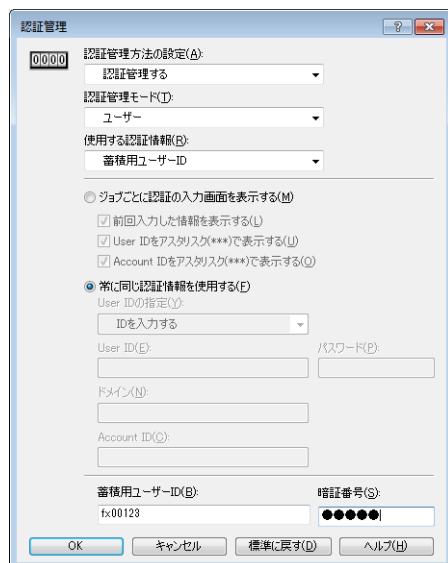 認証管理
0000
認証管理方法の設定(A):
認証管理する
認証管理モード(T):
ユーザー
使用する認証情報(R):
蓄積用ユーザーID
ジョブごとに認証の入力画面を表示する(M)
前回入力した情報を表示する(L)
User IDをアスタリスク(***)で表示する(U)
Account IDをアスタリスク(***)で表示する(O)
常に同じ認証情報を使用する(F)
User IDの指定(Y):
IDを入力する
User ID(E): パスワード(P):
ドメイン(N):
Account ID(C):
蓄積用ユーザーID(B): 暗証番号(S):
fx00123 ●●●●●
OK キャンセル 標準に戻す(D) ヘルプ(H)